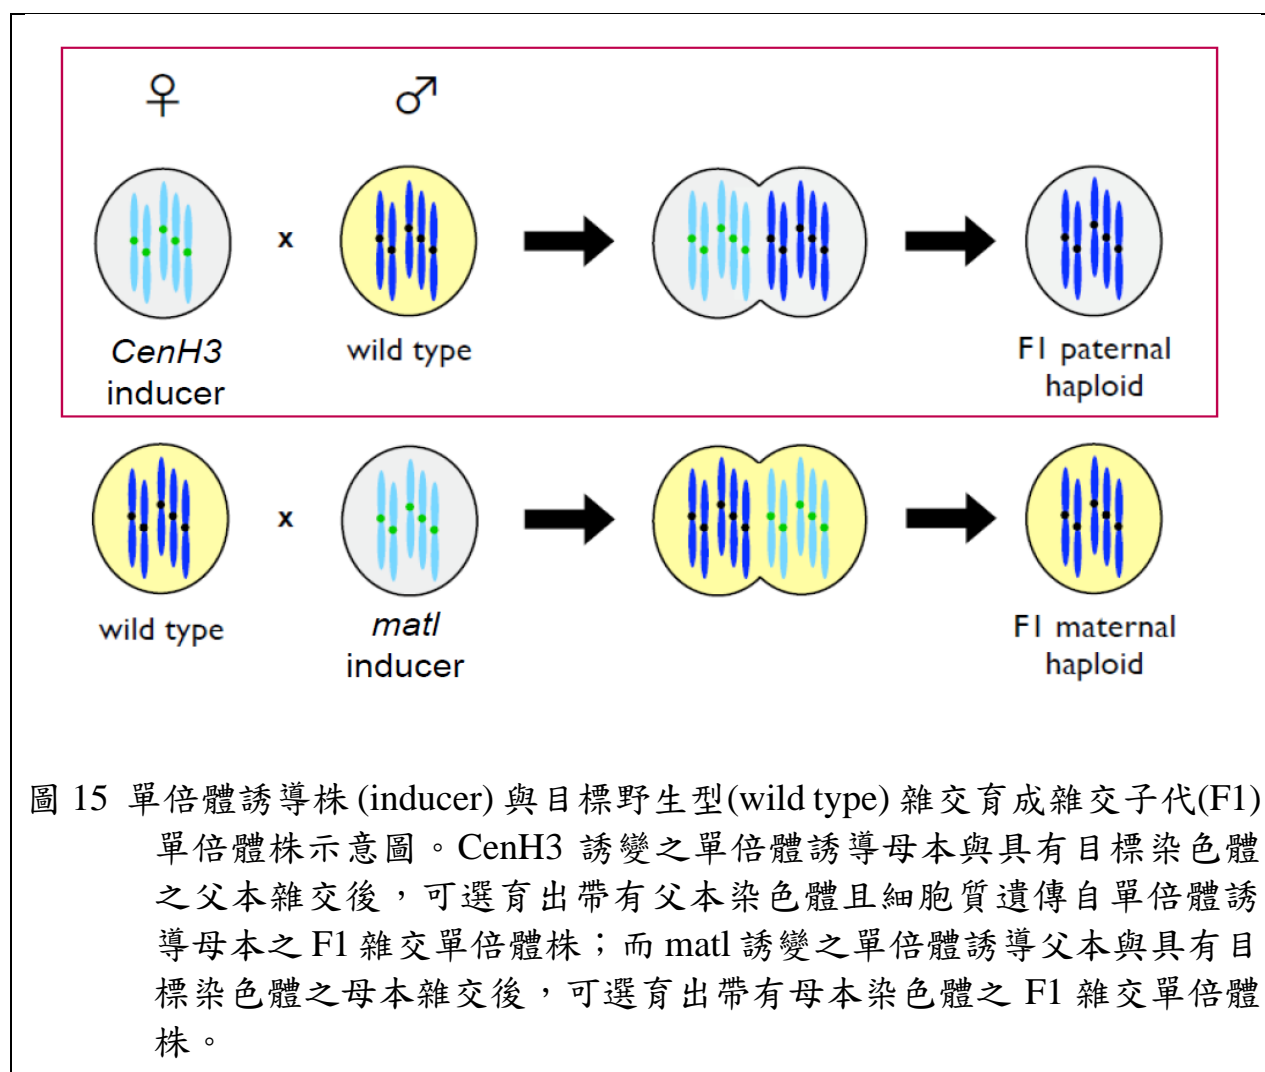 ♀ ♂
x
CenH3
inducer
wild type
F1 paternal
haploid
x
wild type
matl
inducer
F1 maternal
haploid
圖 15 單倍體誘導株 (inducer) 與目標野生型(wild type) 雜交育成雜交子代(F1)
單倍體株示意圖。CenH3 誘變之單倍體誘導母本與具有目標染色體
之父本雜交後，可選育出帶有父本染色體且細胞質遺傳自單倍體誘
導母本之 F1 雜交單倍體株；而 matl 誘變之單倍體誘導父本與具有目
標染色體之母本雜交後，可選育出帶有母本染色體之 F1 雜交單倍體
株。